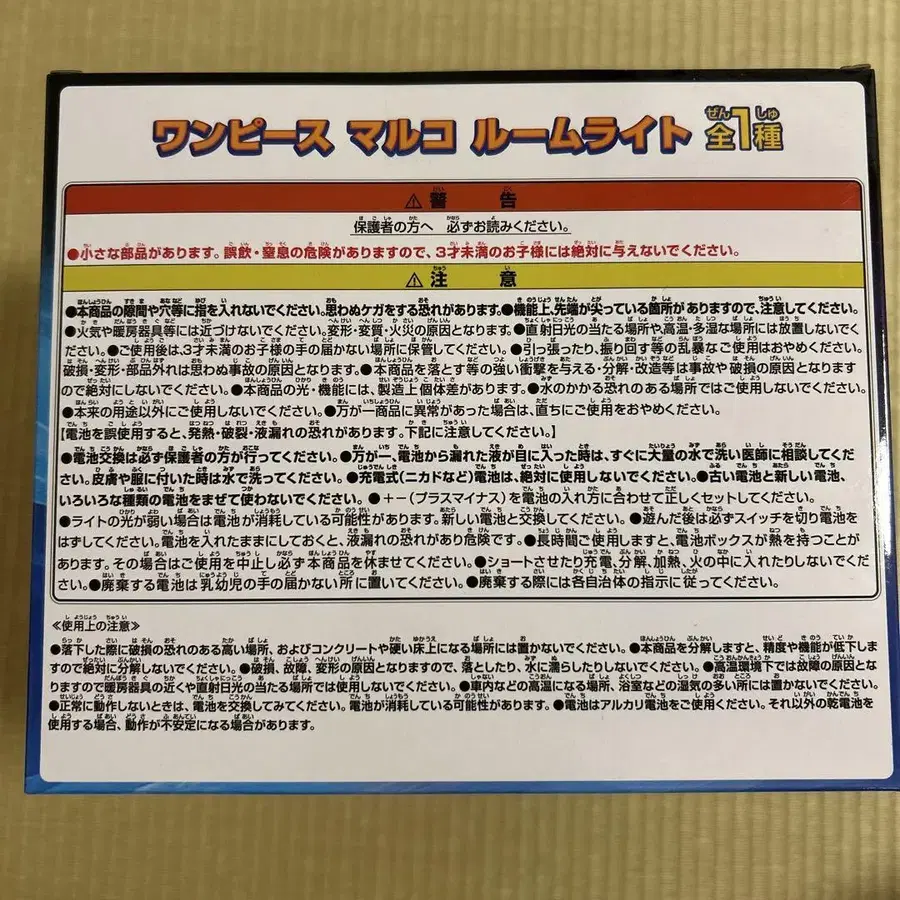 ワンピース マルコ ルームライト 全1種
⚠警告
保護者の方へ 必ずお読みください。
●小さな部品があります。誤飲・窒息の危険がありますので、3才未満のお子様には絶対に与えないでください。
⚠注意
●本商品の隙間や穴等に指を入れないでください。思わぬケガをする恐れがあります。●機能上、先端が尖っている箇所がありますので、注意してください。
●火気や暖房器具等には近づけないでください。変形・変質・火災の原因となります。●直射日光の当たる場所や、高温・多湿な場所には放置しないでく
ださい。●ご使用後は、3才未満のお子様の手の届かない場所に保管してください。●引っ張ったり、振り回す等の乱暴なご使用はおやめください。
破損・変形・部品外れは思わぬ事故の原因となります。●本商品を落とす等の強い衝撃を与える・分解・改造等は事故や破損の原因となります
ので絶対にしないでください。●本商品の光・機能には、製造上個体差があります。●水のかかる恐れのある場所ではご使用しないでください。
●本来の用途以外にご使用しないでください。●万が一商品に異常があった場合は、直ちにご使用をおやめください。
【電池を誤使用すると、発熱・破裂・液漏れの恐れがあります。下記に注意してください。】
●電池交換は必ず保護者の方が行ってください。●万が一、電池から漏れた液が目に入った時は、すぐに大量の水で洗い医師に相談してくだ
さい。皮膚や服に付いた時は水で洗ってください。●充電式(ニカドなど)電池は、絶対に使用しないでください。●古い電池と新しい電池、
いろいろな種類の電池をまぜて使わないでください。●+-(プラスマイナス)を電池の入れ方に合わせて正しくセットしてください。
●ライトの光が弱い場合は電池が消耗している可能性があります。新しい電池と交換してください。●遊んだ後は必ずスイッチを切り電池を
はずしてください。電池を入れたままにしておくと、液漏れの恐れがあり危険です。●長時間ご使用しますと、電池ボックスが熱を持つことが
あります。その場合はご使用を中止し必ず本商品を休ませてください。●ショートさせたり充電、分解、加熱、火の中に入れたりしないでく
ださい。●廃棄する電池は乳幼児の手の届かない所に置いてください。●廃棄する際には各自治体の指示に従ってください。
≪使用上の注意≫
●落下した際に破損の恐れのある高い場所、およびコンクリートや硬い床上になる場所には置かないでください。●本商品を分解しますと、精度や機能が低下しま
すので絶対に分解しないでください。●破損、故障、変形の原因となりますので、落としたり、水に濡らしたりしないでください。●高温環境下では故障の原因とな
りますので暖房器具の近くや直射日光の当たる場所では使用しないでください。●車内などの高温になる場所、浴室などの湿気の多い所には置かないでください。
●正常に動作しないときは、電池を交換してみてください。電池が消耗している可能性があります。●電池はアルカリ電池をご使用ください。それ以外の乾電池を
使用する場合、動作が不安定になる場合があります。